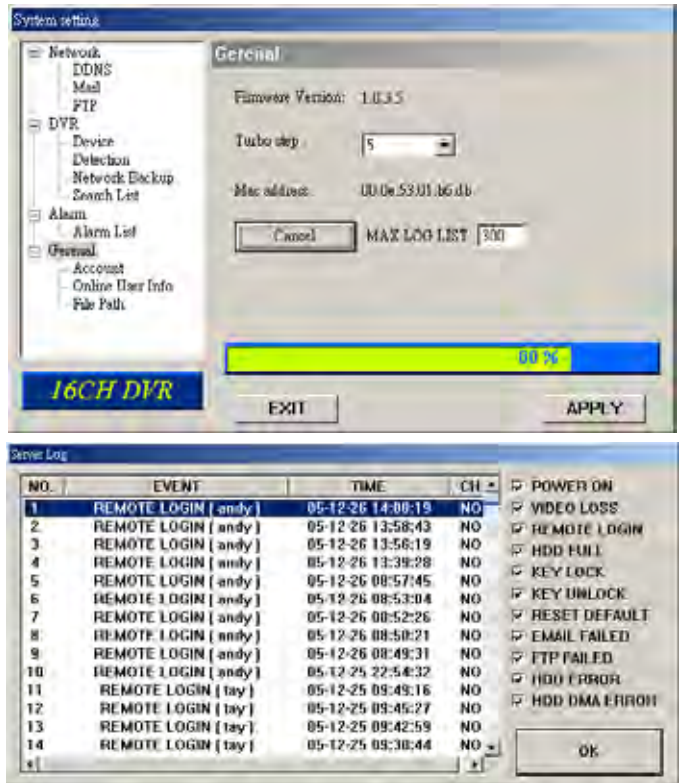 System setting
Network
DDNS
Mail
FTP
DVR
Device
Detection
Network Backup
Search List
Alarm
Alarm List
General
Account
Online User Info
File Path
16CH DVR
Gerenal
Firmware Version: 1.0.3.5
Turbo step 5
Mac address 00.0e.53.01.b6.db
Cancel MAX LOG LIST 300
80 %
EXIT APPLY
Server Log
NO. EVENT TIME CH
1 REMOTE LOGIN ( andy ) 05-12-26 14:00:19 NO
2 REMOTE LOGIN ( andy ) 05-12-26 13:58:43 NO
3 REMOTE LOGIN ( andy ) 05-12-26 13:56:19 NO
4 REMOTE LOGIN ( andy ) 05-12-26 13:39:28 NO
5 REMOTE LOGIN ( andy ) 05-12-26 08:57:45 NO
6 REMOTE LOGIN ( andy ) 05-12-26 08:53:04 NO
7 REMOTE LOGIN ( andy ) 05-12-26 08:52:26 NO
8 REMOTE LOGIN ( andy ) 05-12-26 08:50:21 NO
9 REMOTE LOGIN ( andy ) 05-12-26 08:49:31 NO
10 REMOTE LOGIN ( andy ) 05-12-25 22:54:32 NO
11 REMOTE LOGIN ( tay ) 05-12-25 09:49:16 NO
12 REMOTE LOGIN ( tay ) 05-12-25 09:45:27 NO
13 REMOTE LOGIN ( tay ) 05-12-25 09:42:59 NO
14 REMOTE LOGIN ( tay ) 05-12-25 09:38:44 NO
POWER ON
VIDEO LOSS
REMOTE LOGIN
HDD FULL
KEY LOCK
KEY UNLOCK
RESET DEFAULT
EMAIL FAILED
FTP FAILED
HDD ERROR
HDD DMA ERROR
OK